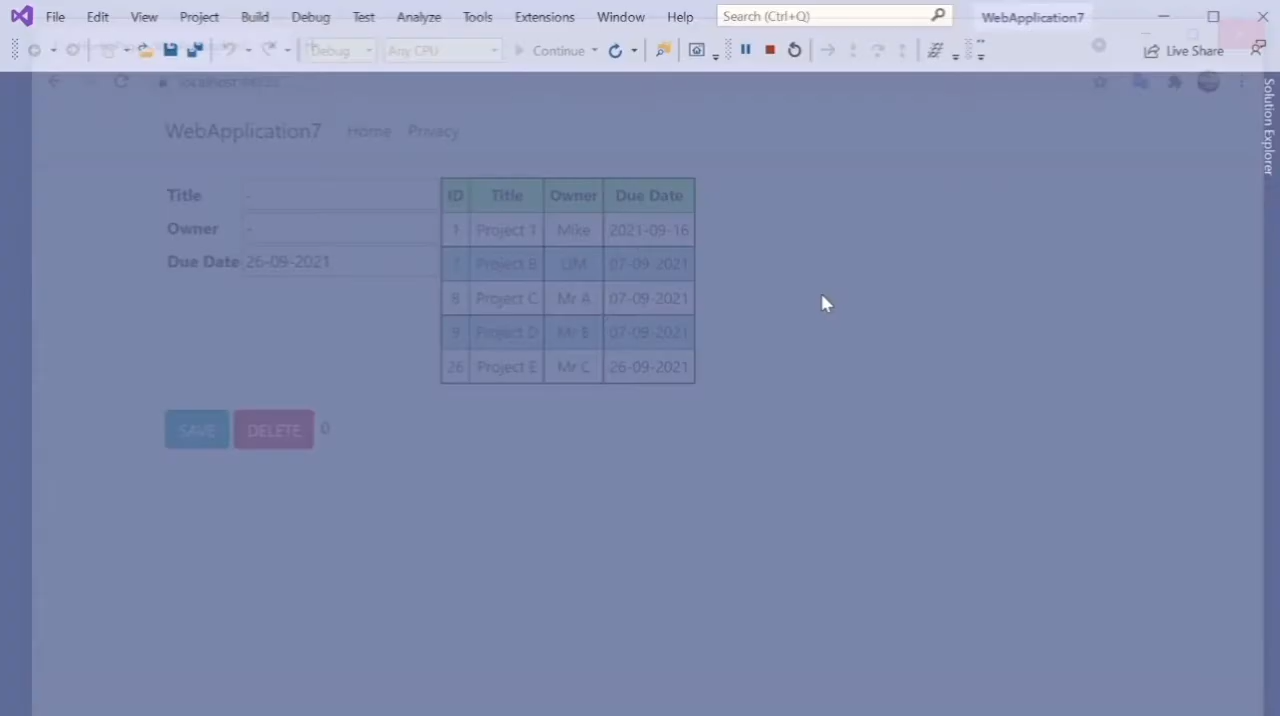 File Edit View Project Build Debug Test Analyze Tools Extensions Window Help Search (Ctrl+Q) WebApplication7
Debug Any CPU Continue Live Share
Solution Explorer
WebApplication7 Home Privacy
Title -
Owner -
Due Date 26-09-2021
ID Title Owner Due Date
1 Project 1 Mike 2021-09-16
Project B 07-09-2021
8 Project C Mr A 07-09-2021
9 Project D Mr B 07-09-2021
26 Project E Mr C 26-09-2021
SAVE DELETE 0